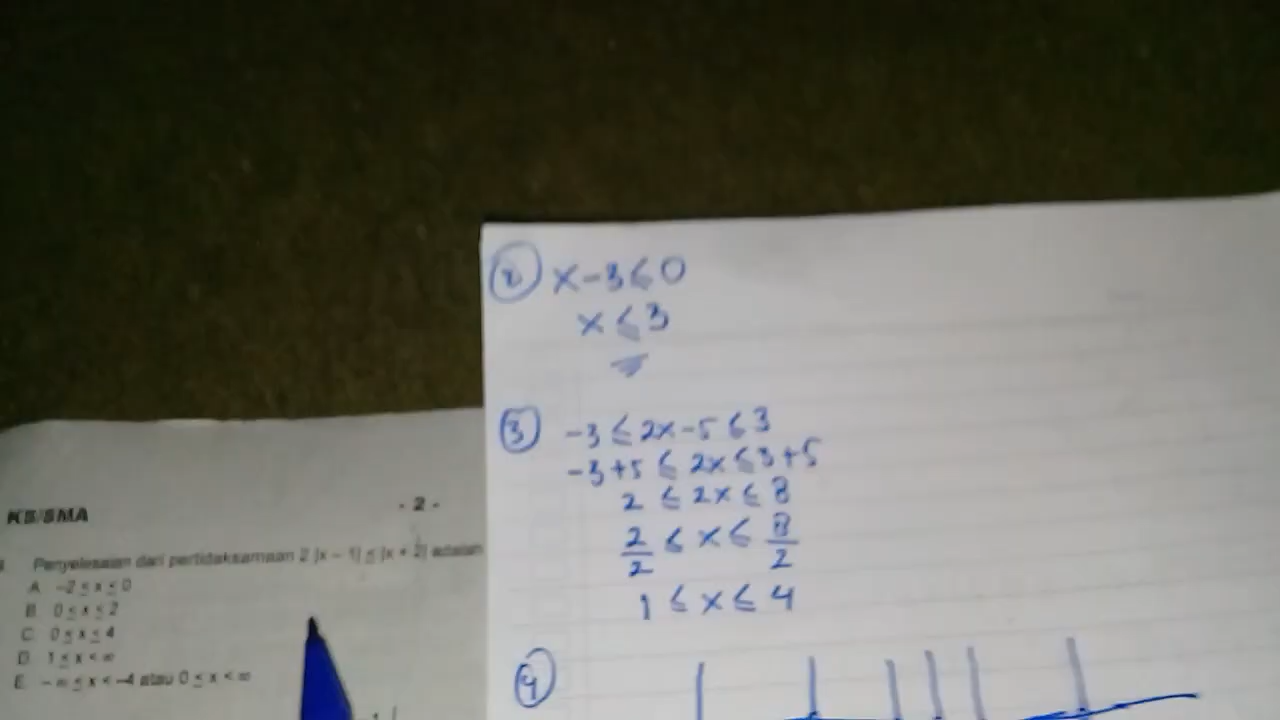 ② x-3≤0
x≤3
③ -3≤2x-5≤3
-3+5≤2x≤3+5
2≤2x≤8
2/2≤x≤8/2
1≤x≤4
④
KS/SMA
- 2 -
Penyelesaian dari pertidaksamaan 2 |x – 1| ≤ |x + 2| adalah
A. -2 ≤ x ≤ 0
B. 0 ≤ x ≤ 2
C. 0 ≤ x ≤ 4
D. 1 ≤ x < ∞
E. - ∞ ≤ x < -4 atau 0 ≤ x < ∞